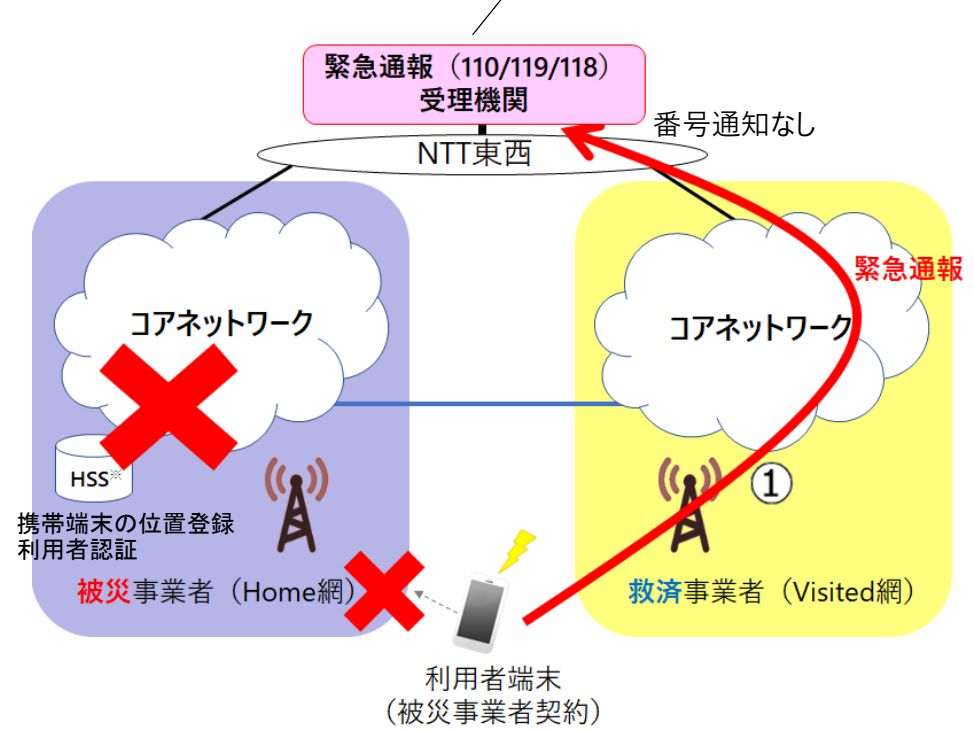 緊急通報（110/119/118）
受理機関
番号通知なし
NTT東西
緊急通報
コアネットワーク
コアネットワーク
HSS※
①
携帯端末の位置登録
利用者認証
被災事業者（Home網）
救済事業者（Visited網）
利用者端末
（被災事業者契約）